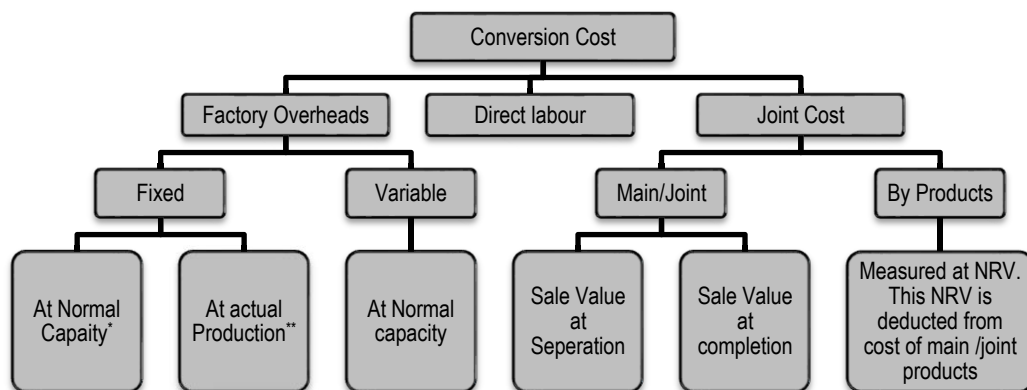 Conversion Cost
Factory Overheads
Direct labour
Joint Cost
Fixed
Variable
Main/Joint
By Products
At Normal
Capaity*
At actual
Production**
At Normal
capacity
Sale Value
at
Seperation
Sale Value
at
completion
Measured at NRV.
This NRV is
deducted from
cost of main /joint
products